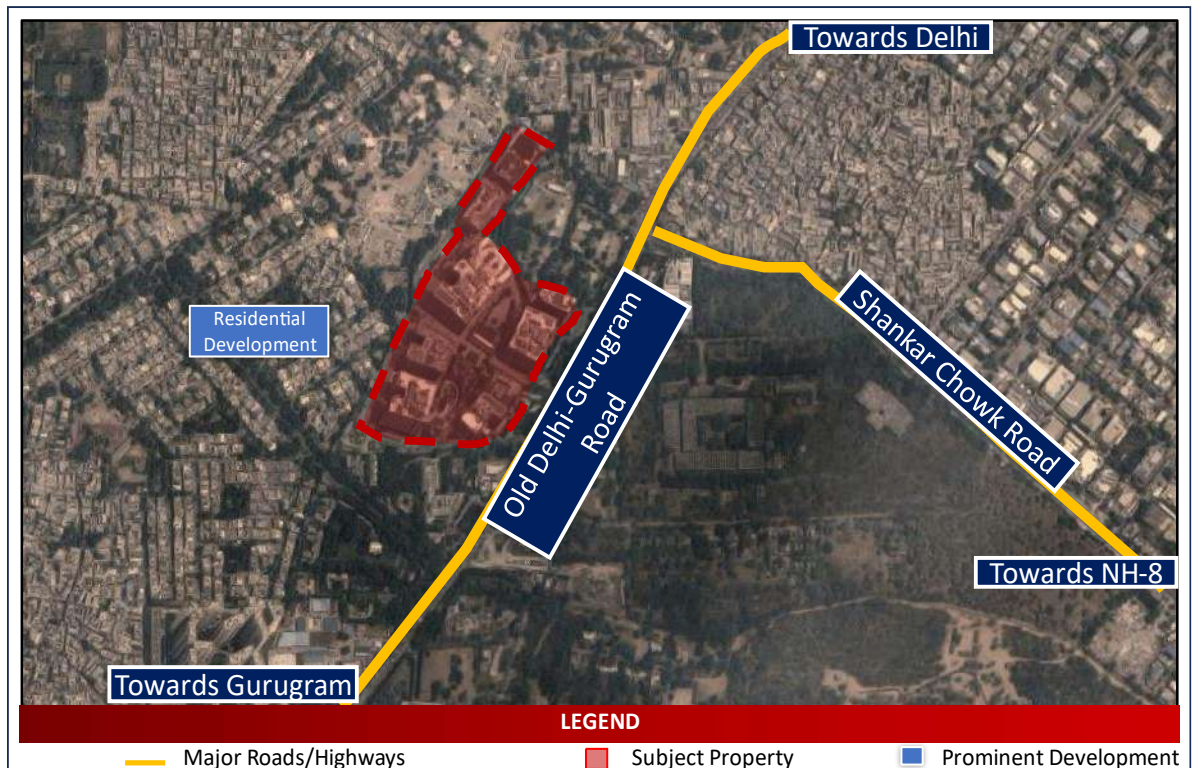 Towards Delhi
Residential
Development
Old Delhi-Gurugram
Road
Shankar Chowk Road
Towards NH-8
Towards Gurugram
LEGEND
Major Roads/Highways
Subject Property
Prominent Development